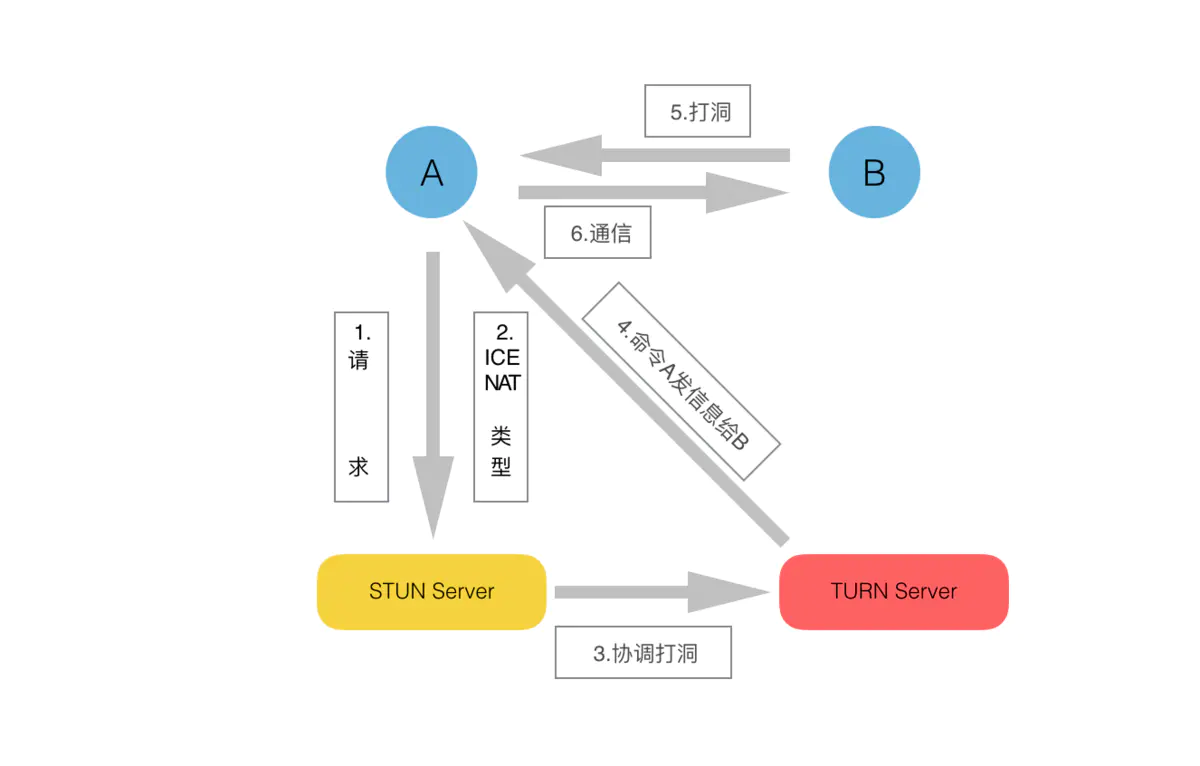 5.打洞
A
B
6.通信
1.
请
求
2.
ICE
NAT
类
型
4.命令A发信息给B
STUN Server
TURN Server
3.协调打洞